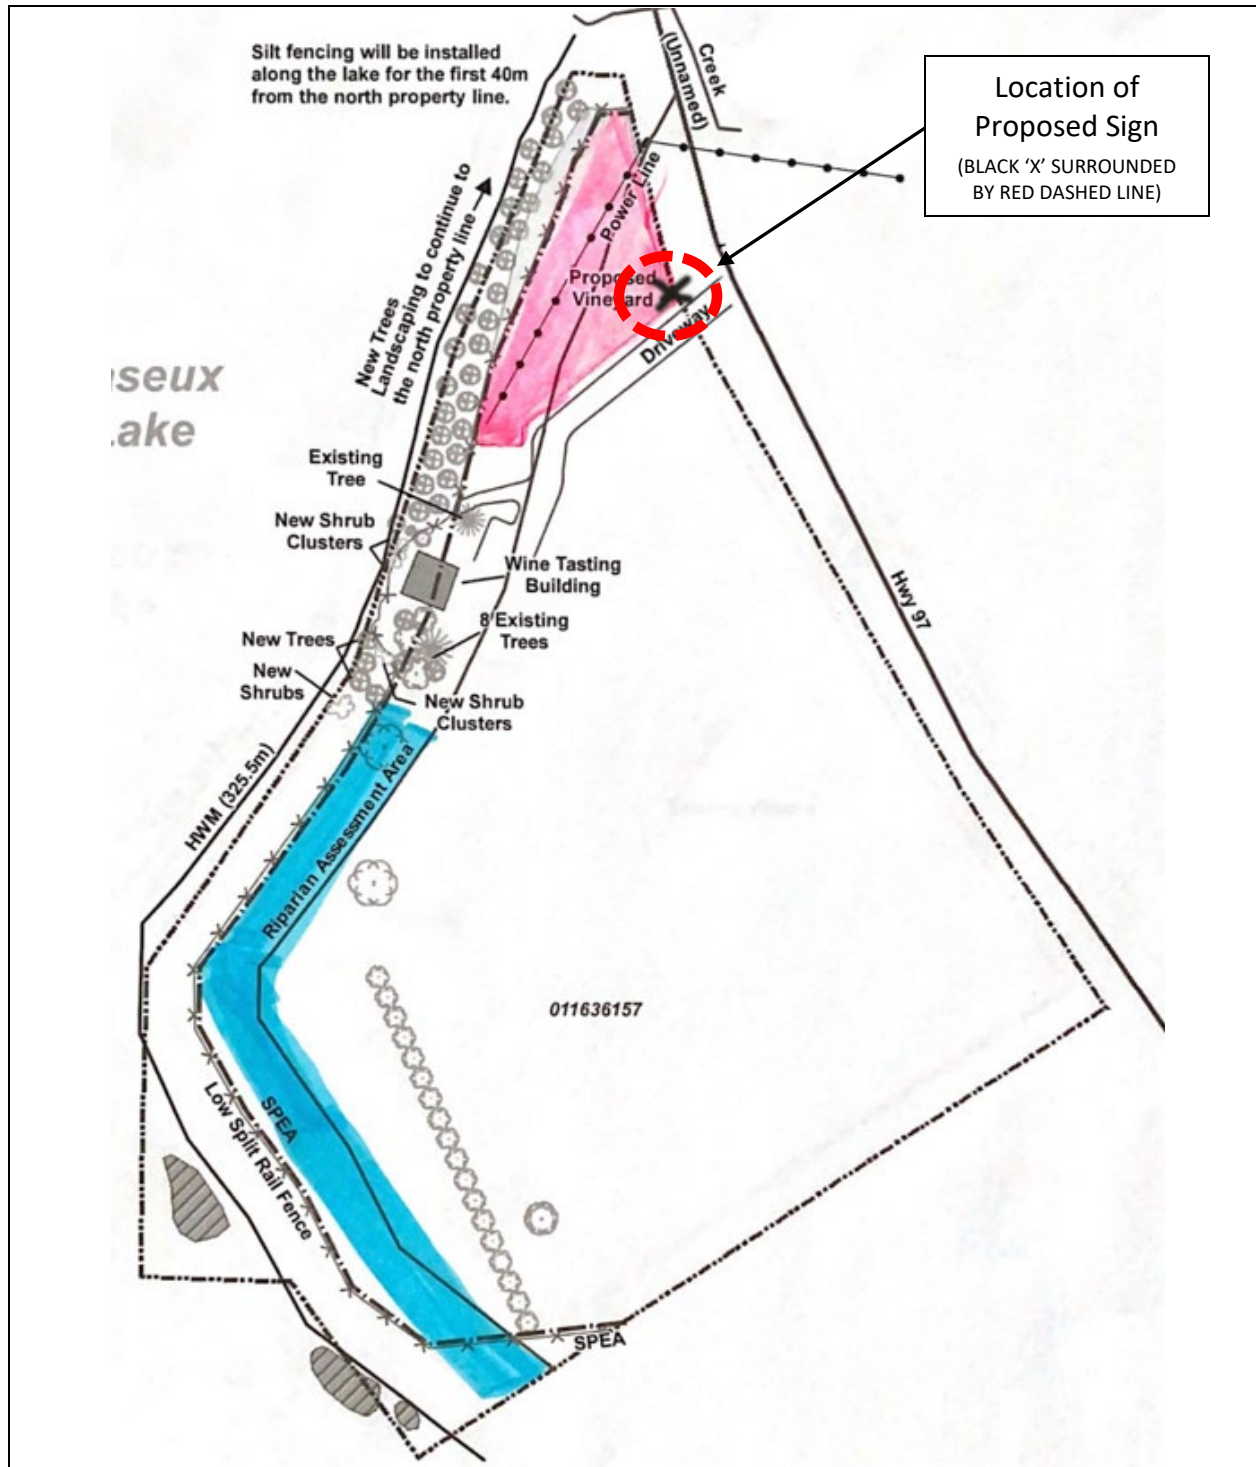 Silt fencing will be installed
along the lake for the first 40m
from the north property line.
Creek
(Unnamed)
Location of
Proposed Sign
(BLACK ‘X’ SURROUNDED
BY RED DASHED LINE)
New Trees
Landscaping to continue to
the north property line
Power Line
Proposed
Vineyard
Driveway
seux
ake
Existing
Tree
New Shrub
Clusters
Wine Tasting
Building
Hwy 97
8 Existing
Trees
New Trees
New
Shrubs
New Shrub
Clusters
HWM (325.5m)
Riparian Assessment Area
011636157
SPEA
Low Split Rail Fence
SPEA